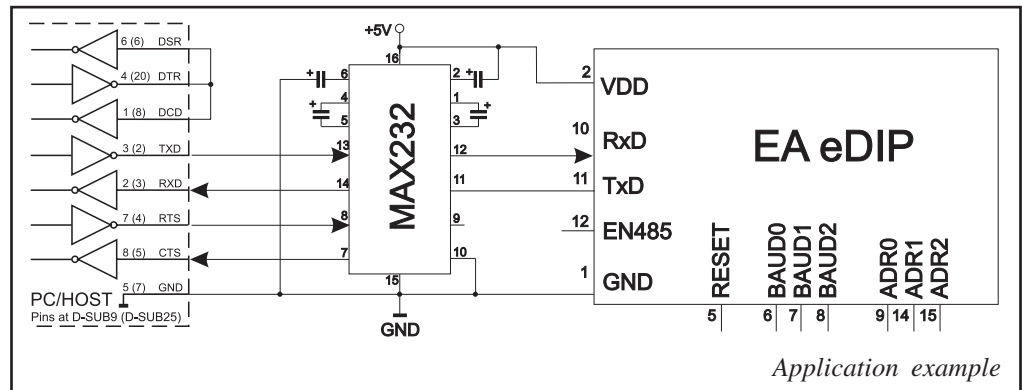 +5V
6 (6) DSR
4 (20) DTR
1 (8) DCD
3 (2) TXD
2 (3) RXD
7 (4) RTS
8 (5) CTS
5 (7) GND
PC/HOST
Pins at D-SUB9 (D-SUB25)
16
+ 6
2 +
+ 4
1 +
5
3
13
12
14
11
8
9
7
10
15
MAX232
GND
2 VDD
10 RxD
11 TxD
12 EN485
1 GND
EA eDIP
RESET
BAUD0
BAUD1
BAUD2
ADR0
ADR1
ADR2
5
6
7
8
9
14
15
Application example